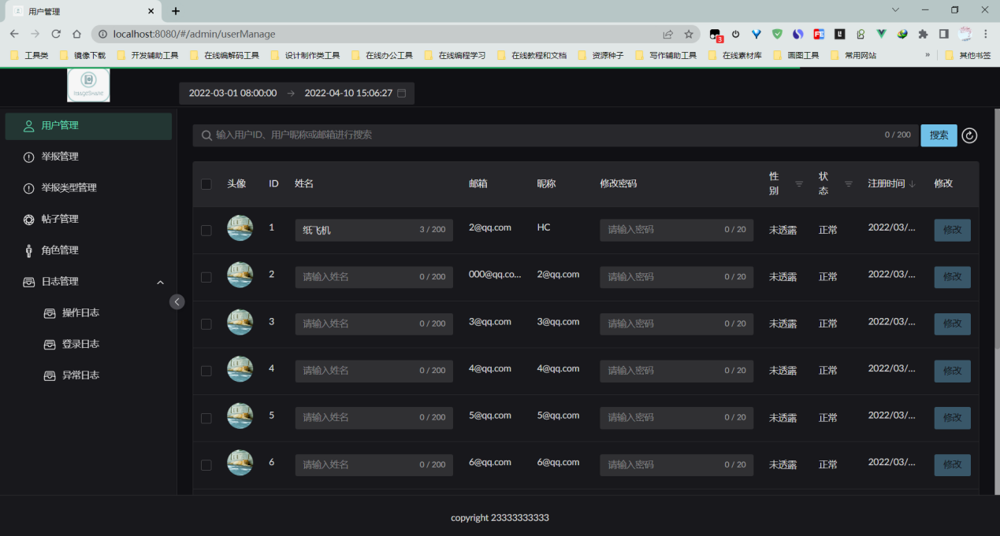 用户管理
localhost:8080/#/admin/userManage
3
工具类 镜像下载 开发辅助工具 在线编解码工具 设计制作类工具 在线办公工具 在线编程学习 在线教程和文档 资源种子 写作辅助工具 在线素材库 画图工具 常用网站 » 其他书签
ImageShare
2022-03-01 08:00:00 → 2022-04-10 15:06:27
用户管理
举报管理
举报类型管理
帖子管理
角色管理
日志管理
操作日志
登录日志
异常日志
输入用户ID、用户昵称或邮箱进行搜索 0 / 200 搜索
头像 ID 姓名 邮箱 昵称 修改密码 性别 状态 注册时间 修改
1 纸飞机 3 / 200 2@qq.com HC 请输入密码 0 / 20 未透露 正常 2022/03/... 修改
2 请输入姓名 0 / 200 000@qq.co... 2@qq.com 请输入密码 0 / 20 未透露 正常 2022/03/... 修改
3 请输入姓名 0 / 200 3@qq.com 3@qq.com 请输入密码 0 / 20 未透露 正常 2022/03/... 修改
4 请输入姓名 0 / 200 4@qq.com 4@qq.com 请输入密码 0 / 20 未透露 正常 2022/03/... 修改
5 请输入姓名 0 / 200 5@qq.com 5@qq.com 请输入密码 0 / 20 未透露 正常 2022/03/... 修改
6 请输入姓名 0 / 200 6@qq.com 6@qq.com 请输入密码 0 / 20 未透露 正常 2022/03/... 修改
copyright 23333333333